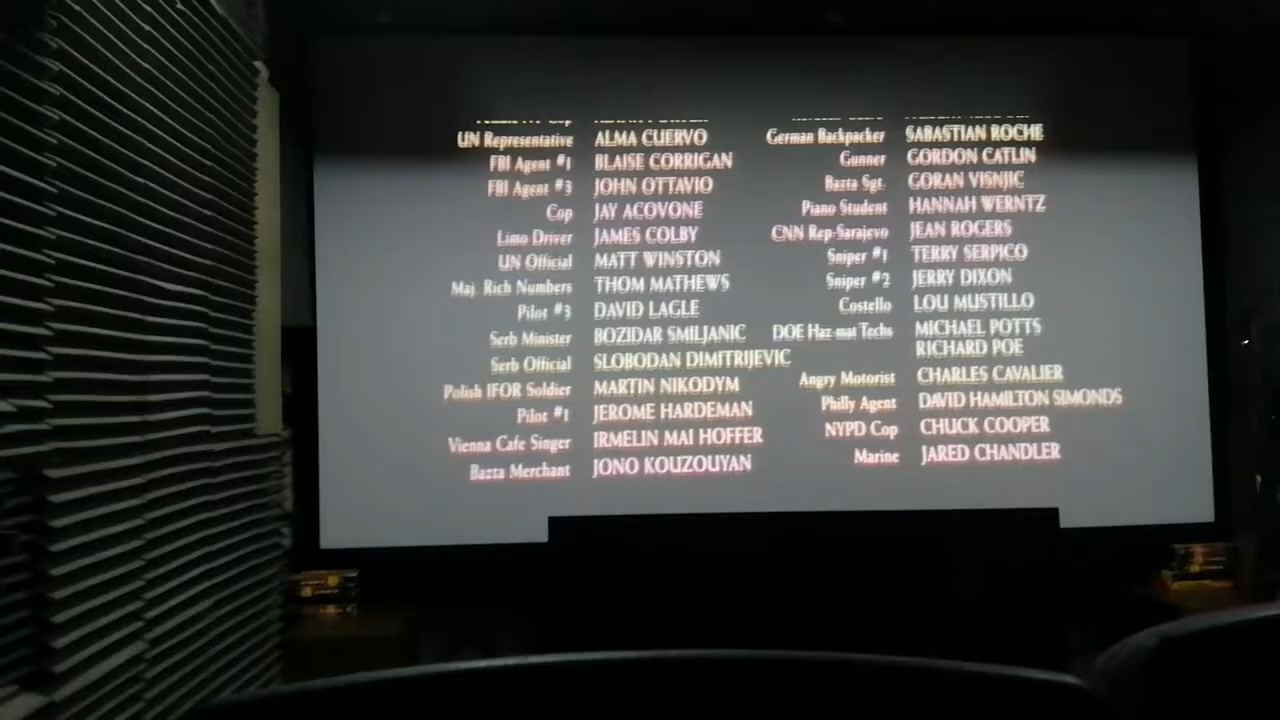 UN Representative ALMA CUERVO
FBI Agent #1 BLAISE CORRIGAN
FBI Agent #3 JOHN OTTAVIO
Cop JAY ACOVONE
Limo Driver JAMES COLBY
UN Official MATT WINSTON
Maj. Rich Numbers THOM MATHEWS
Pilot #3 DAVID LAGLE
Serb Minister BOZIDAR SMILJANIC
Serb Official SLOBODAN DIMITRIJEVIC
Polish IFOR Soldier MARTIN NIKODYM
Pilot #1 JEROME HARDEMAN
Vienna Cafe Singer IRMELIN MAI HOFFER
Bazta Merchant JONO KOUZOUYAN
German Backpacker SABASTIAN ROCHE
Gunner GORDON CATLIN
Bazta Sgt. GORAN VISNJIC
Piano Student HANNAH WERNTZ
CNN Rep-Sarajevo JEAN ROGERS
Sniper #1 TERRY SERPICO
Sniper #2 JERRY DIXON
Costello LOU MUSTILLO
DOE Haz-mat Techs MICHAEL POTTS
RICHARD POE
Angry Motorist CHARLES CAVALIER
Philly Agent DAVID HAMILTON SIMONDS
NYPD Cop CHUCK COOPER
Marine JARED CHANDLER